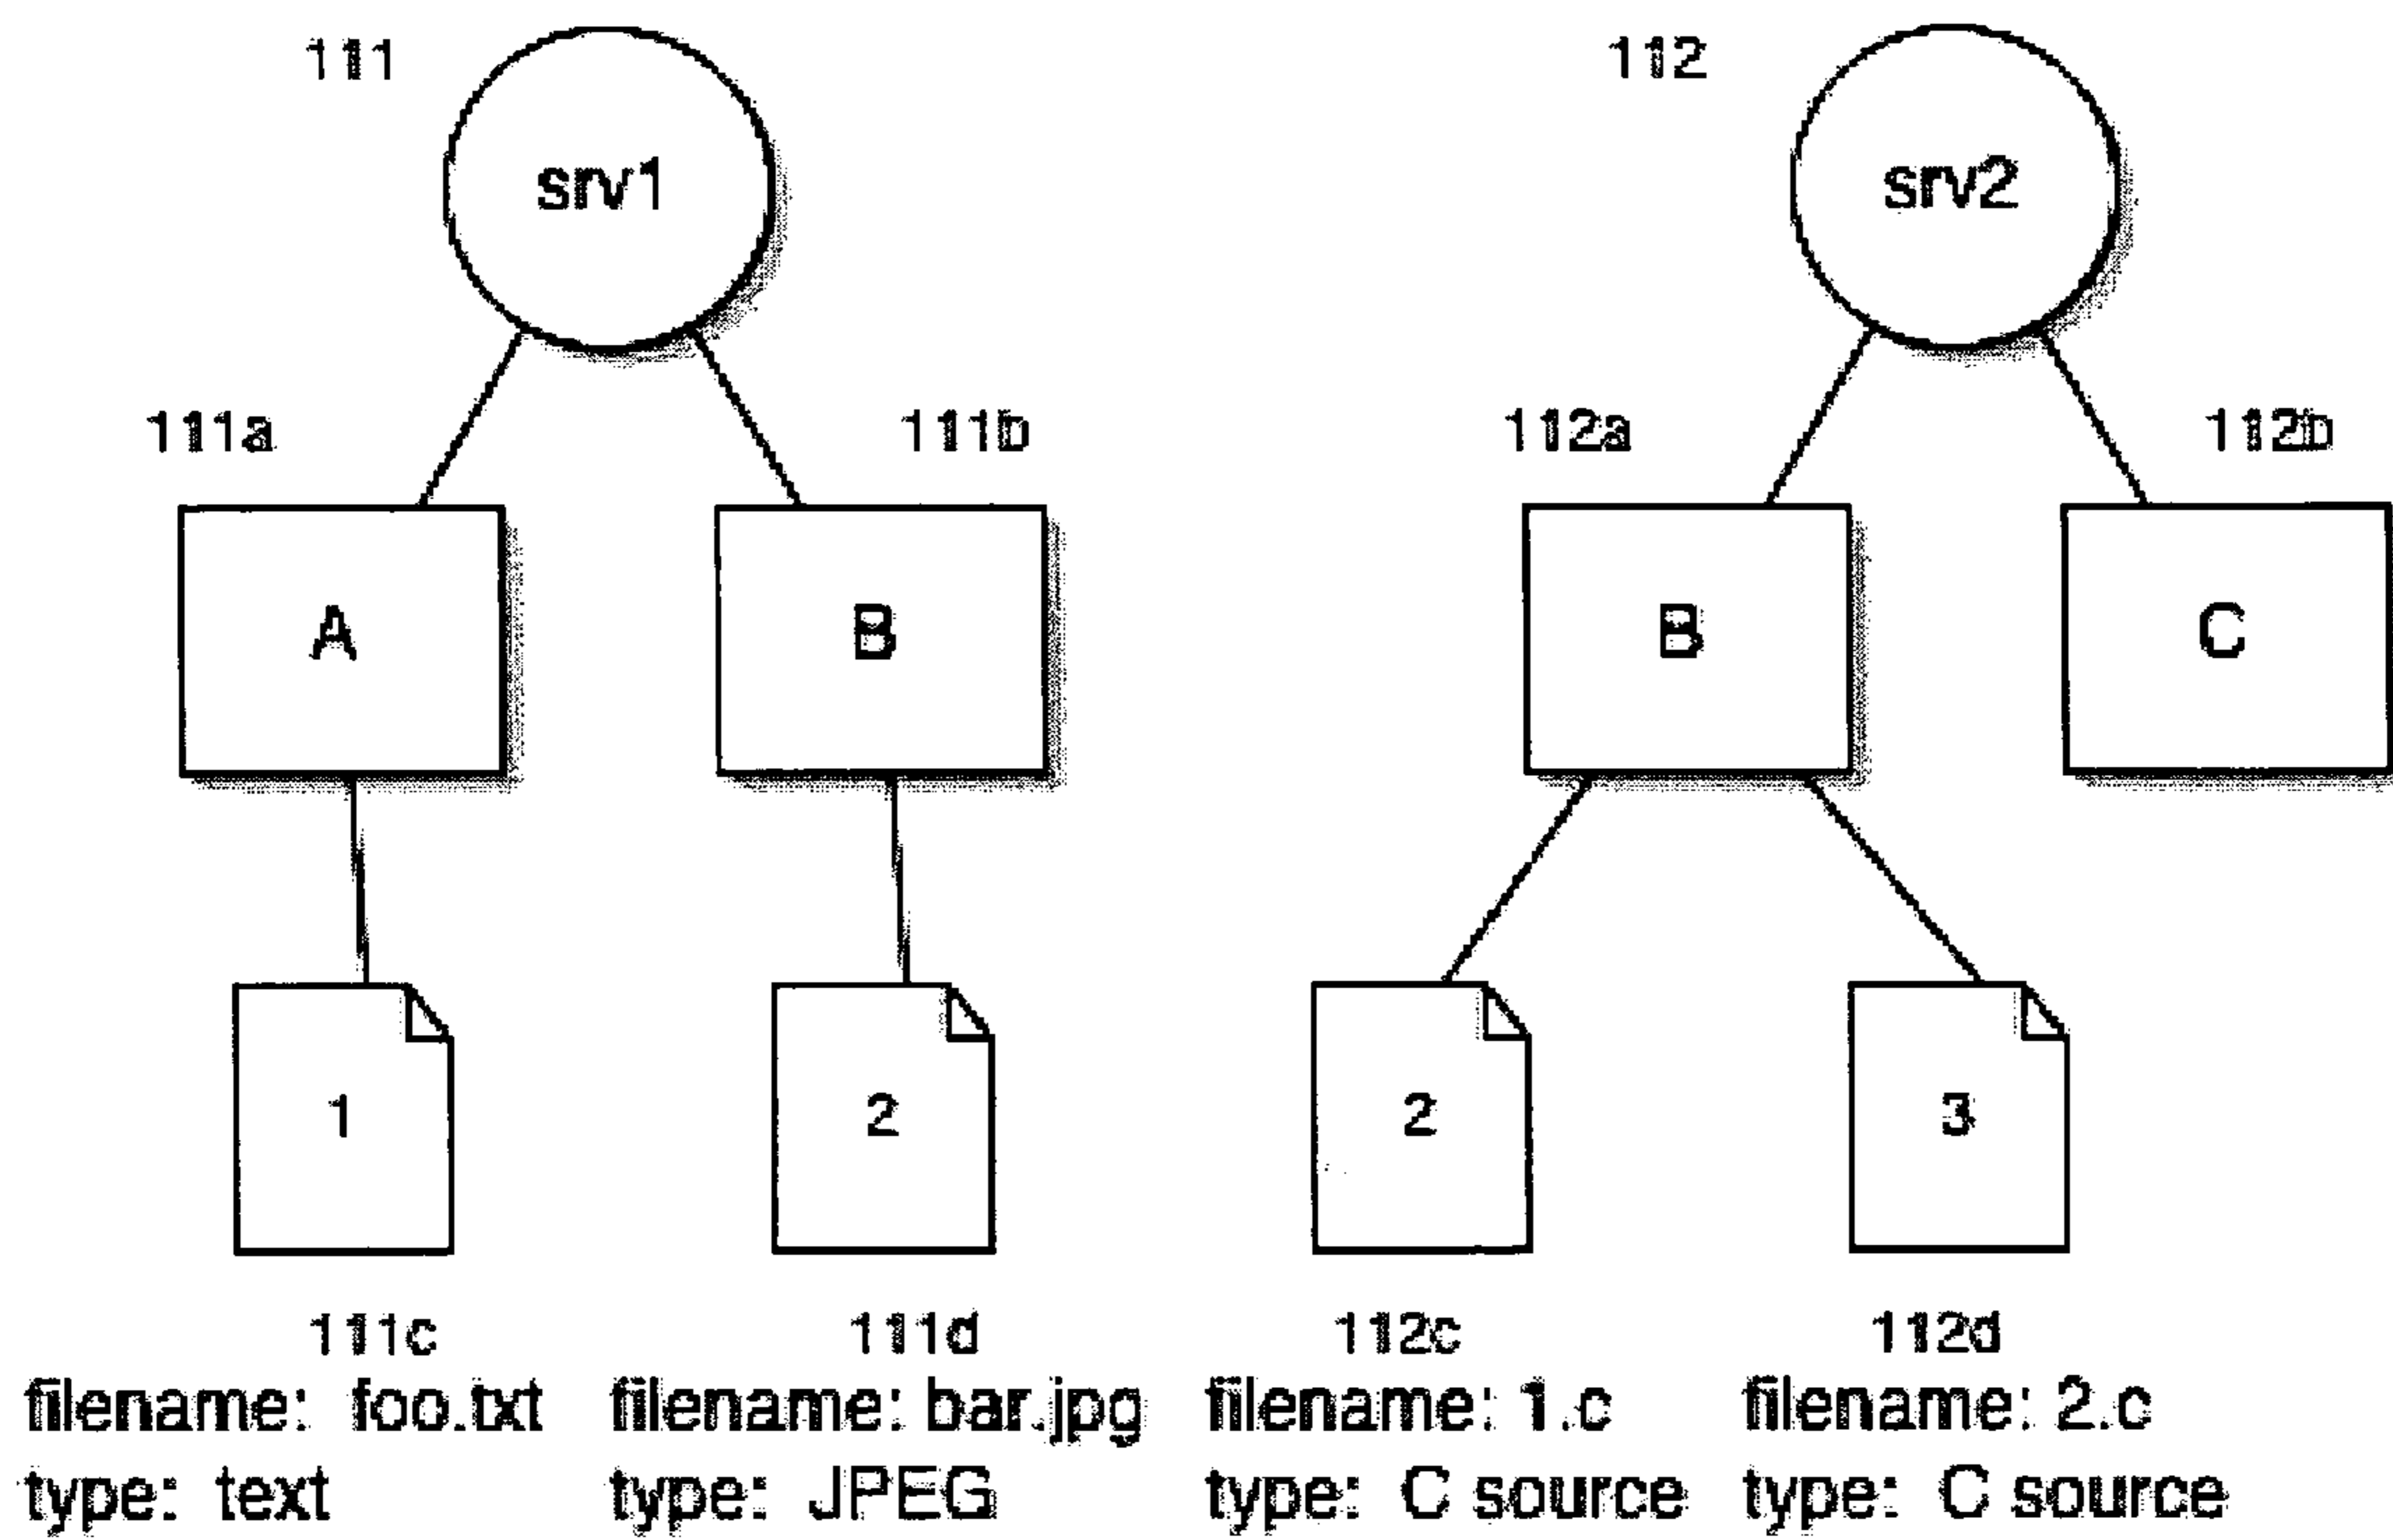 111
112
srv1
srv2
111a
111b
112a
112b
A
B
B
C
1
2
2
3
111c
111d
112c
112d
filename: foo.txt
filename: bar.jpg
filename: 1.c
filename: 2.c
type: text
type: JPEG
type: C source
type: C source